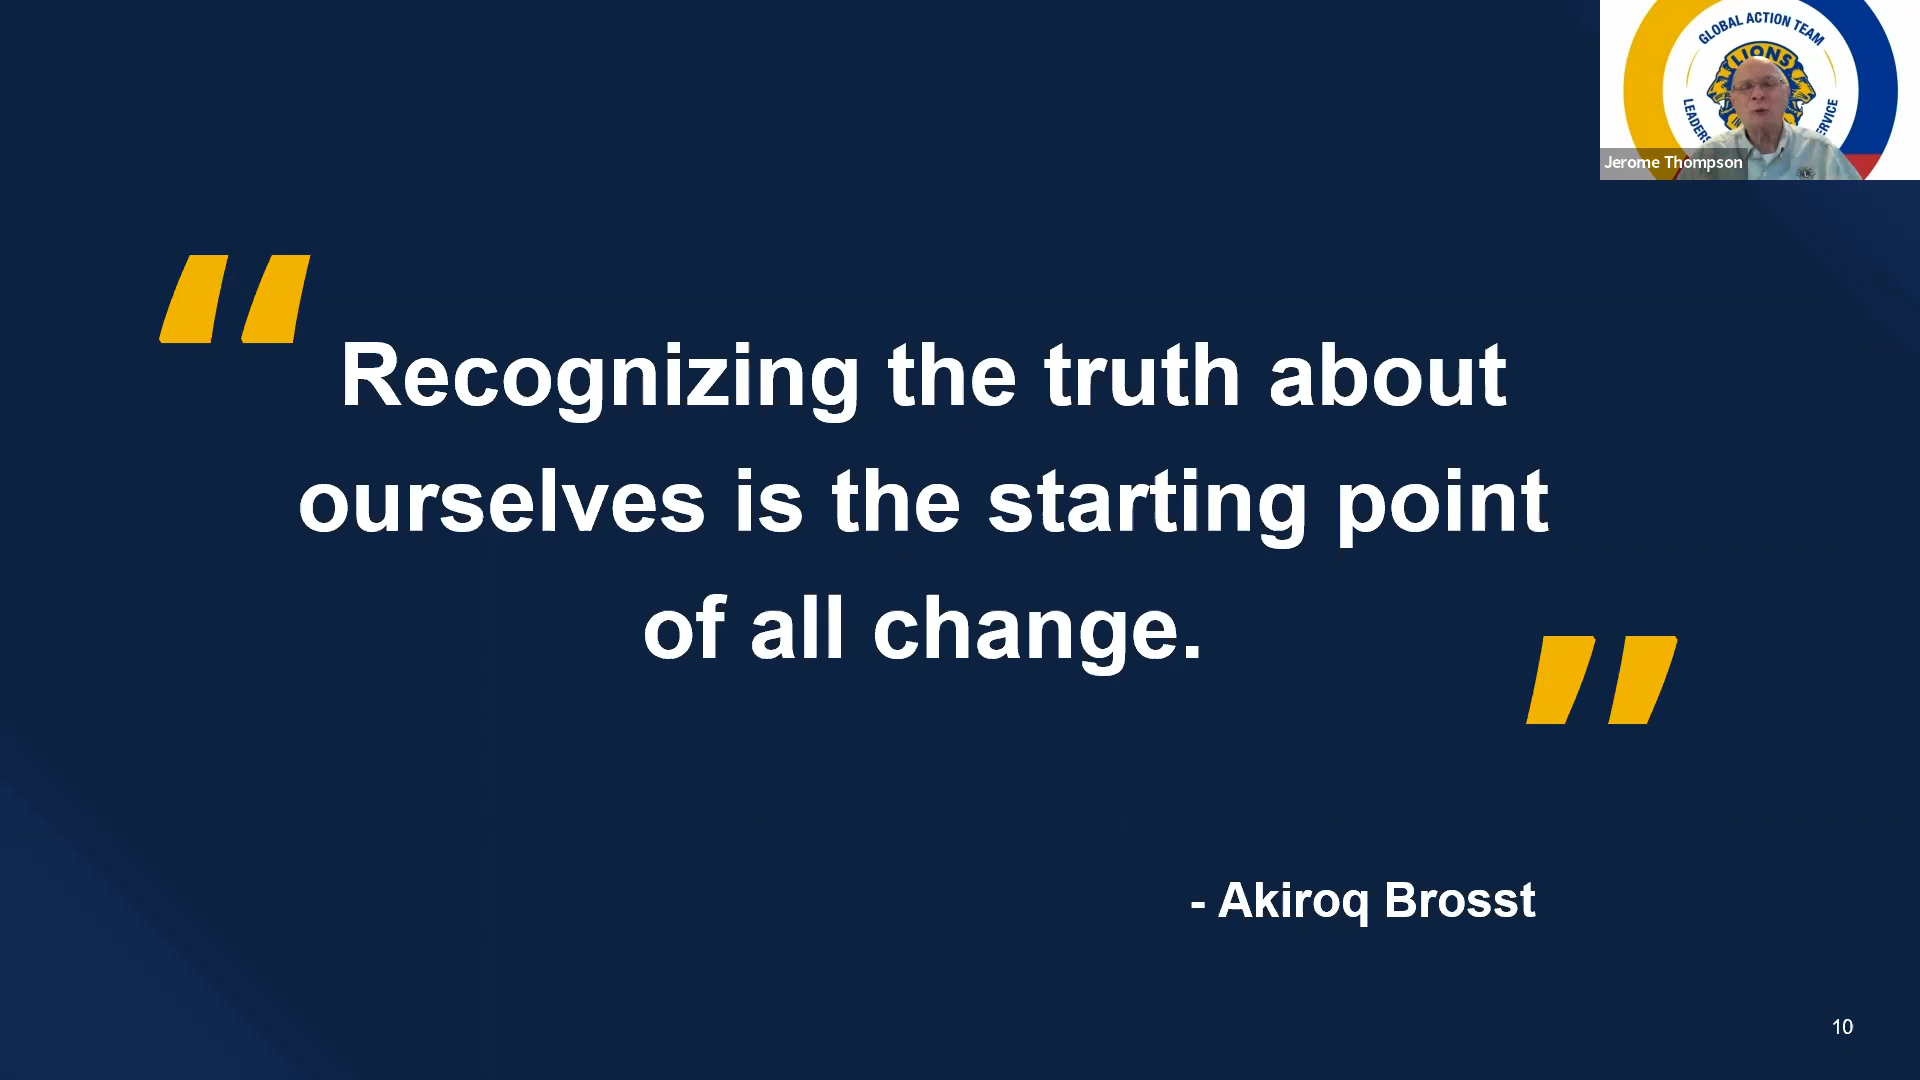 GLOBAL ACTION TEAM
LIONS
Jerome Thompson
“
Recognizing the truth about
ourselves is the starting point
of all change.
”
- Akiroq Brosst
10